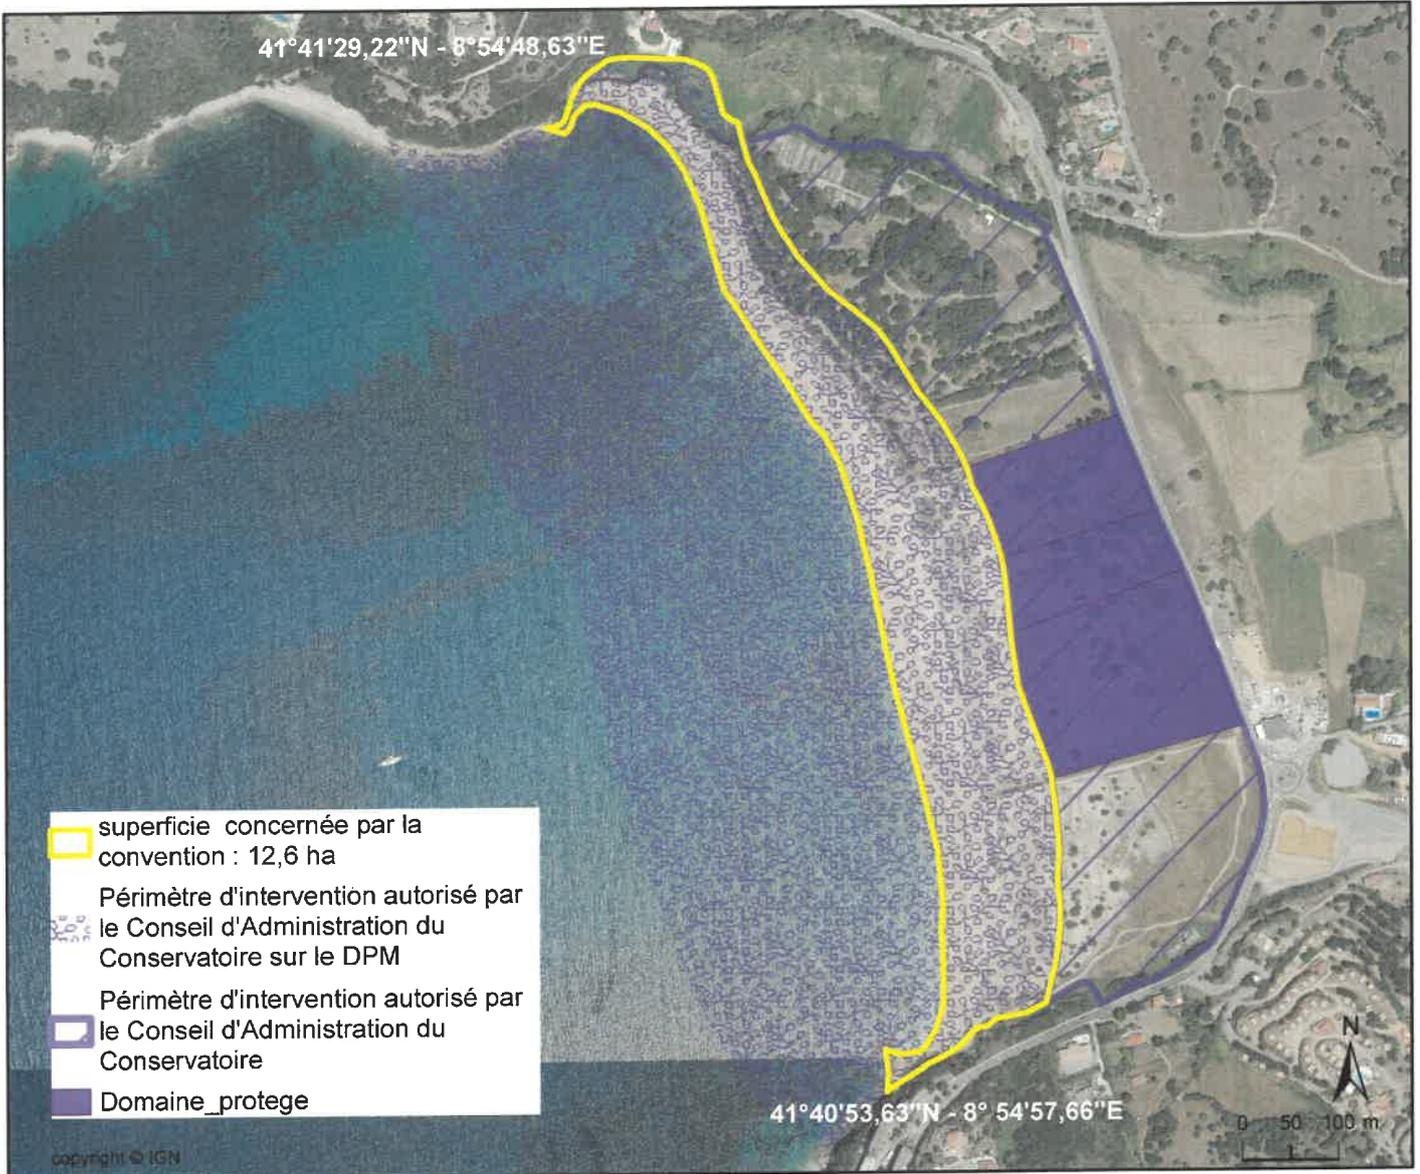 41°41'29,22"N - 8°54'48,63"E
superficie concernée par la
convention : 12,6 ha
Périmètre d'intervention autorisé par
le Conseil d'Administration du
Conservatoire sur le DPM
Périmètre d'intervention autorisé par
le Conseil d'Administration du
Conservatoire
Domaine_protege
41°40'53,63"N - 8° 54'57,66"E
N
0 50 100 m
copyright © IGN